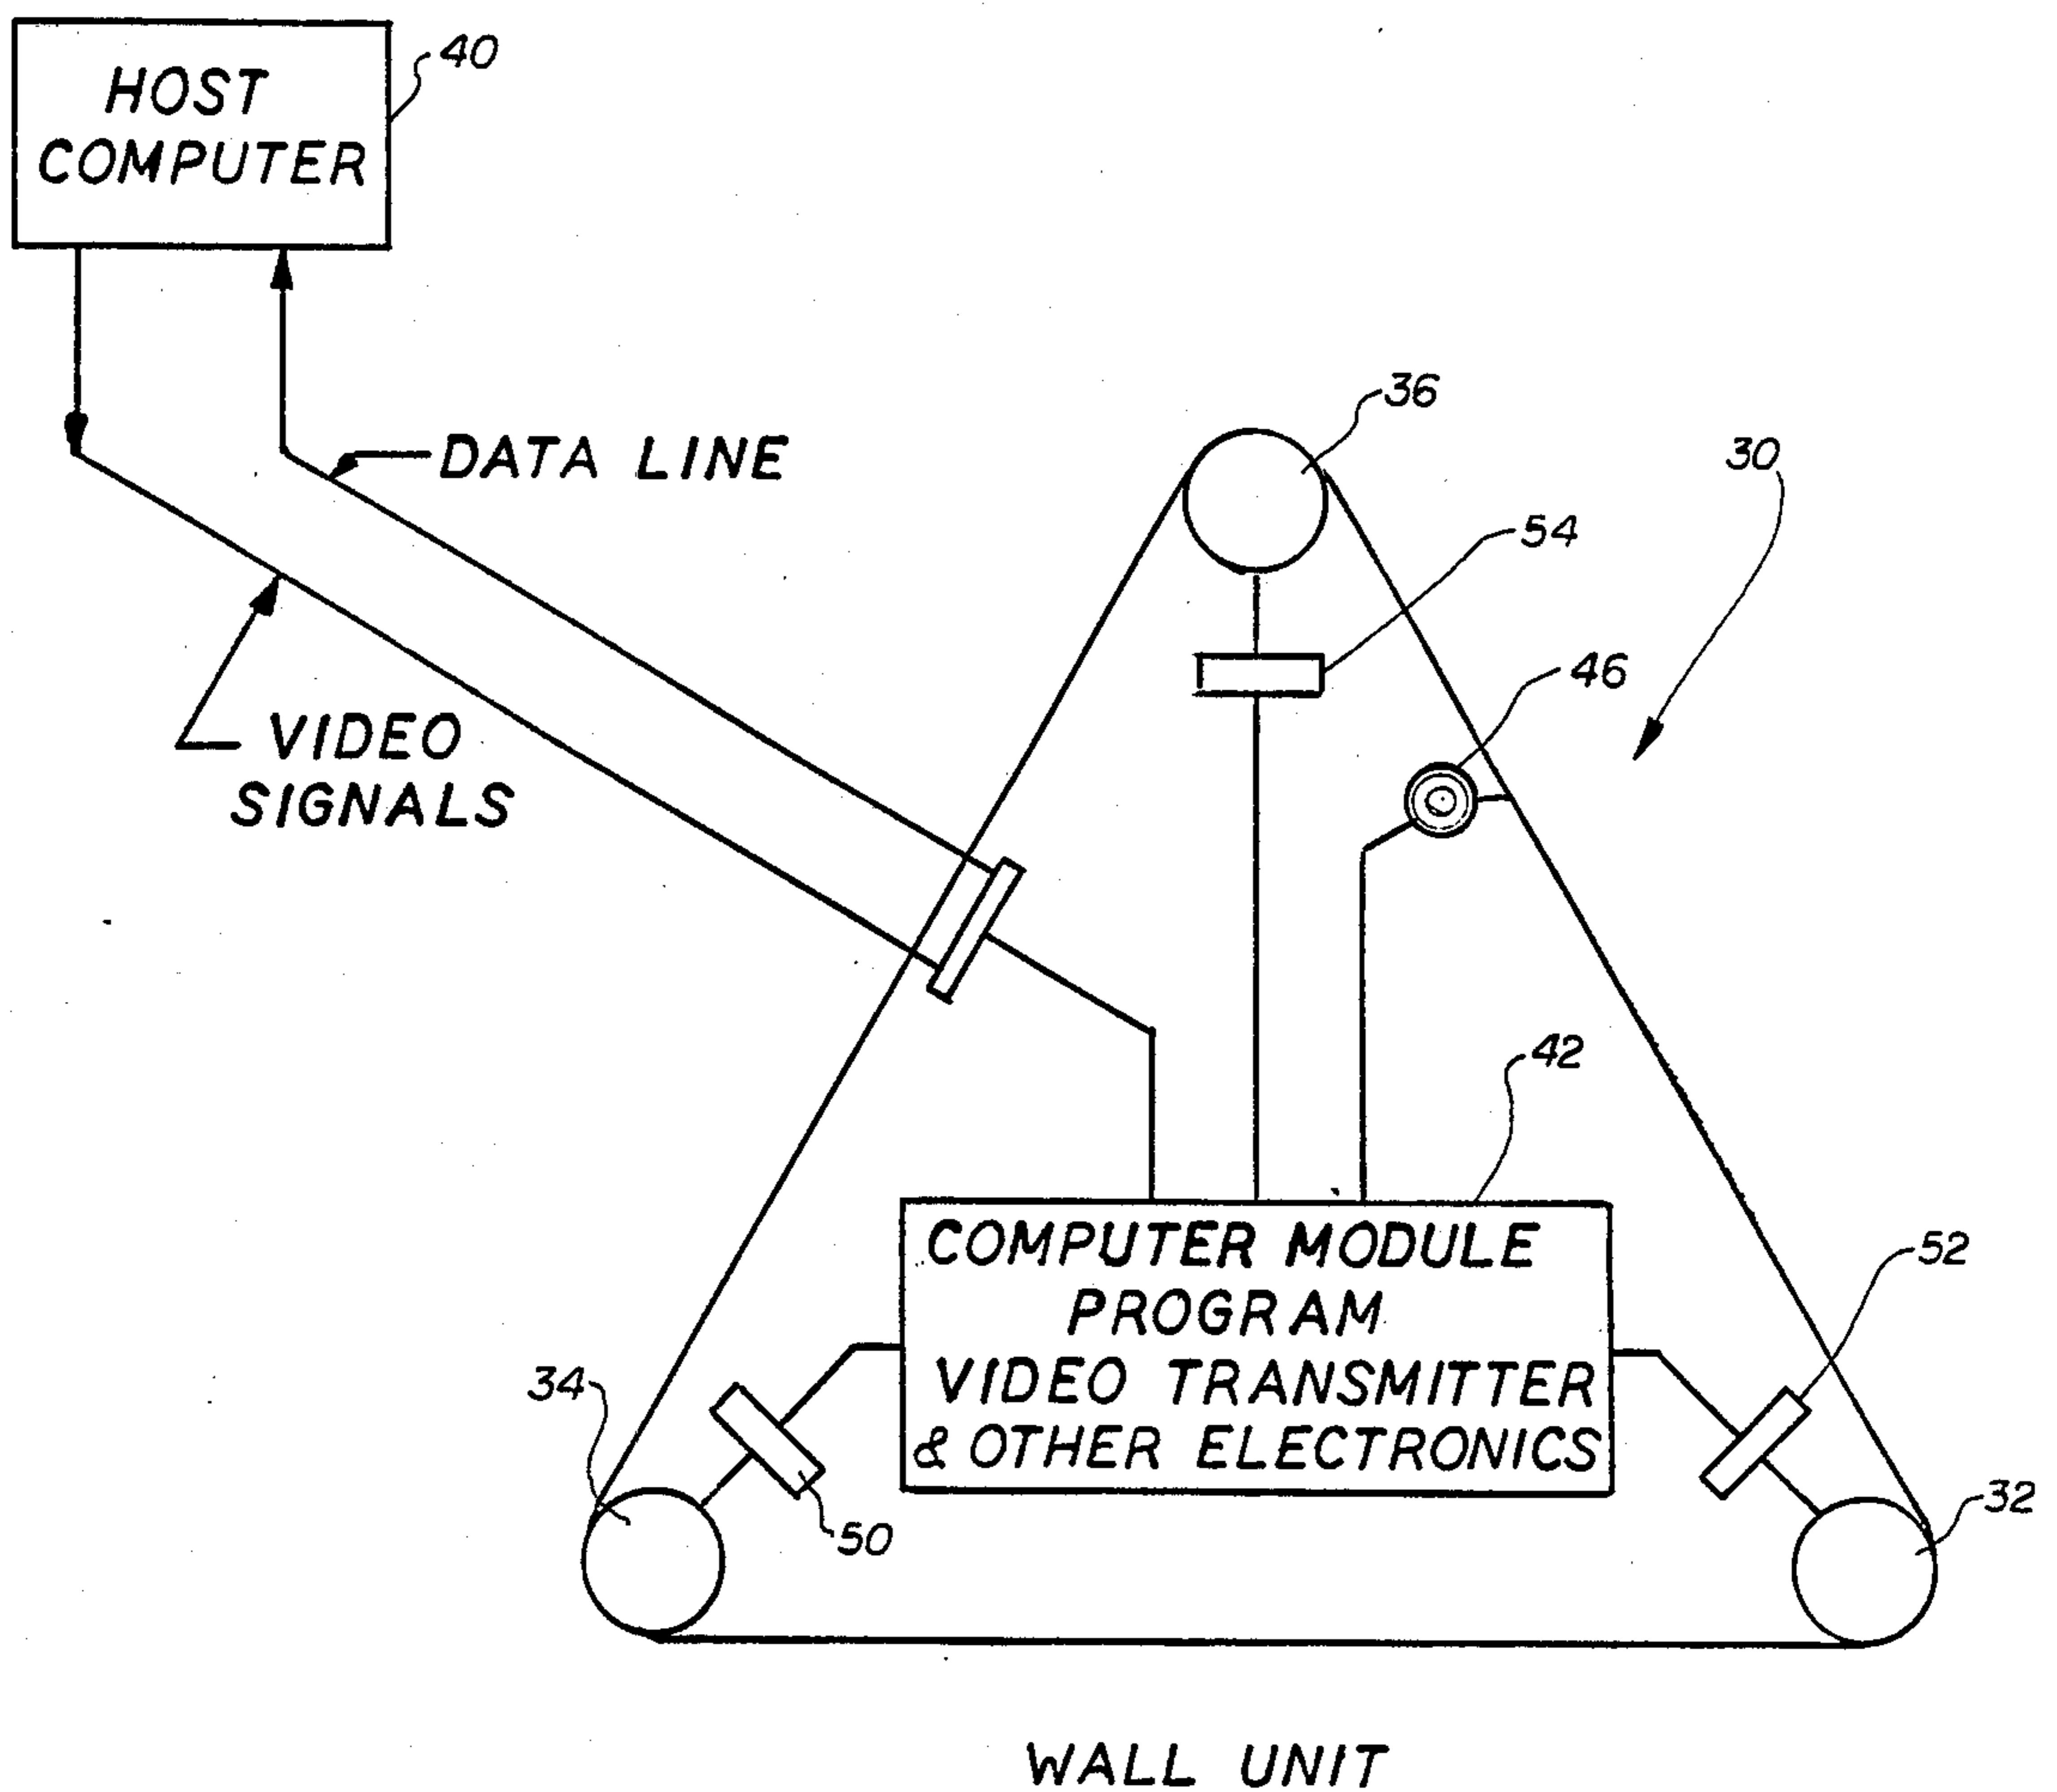 HOST
COMPUTER
40
DATA LINE
VIDEO
SIGNALS
36
30
54
46
42
COMPUTER MODULE
PROGRAM
VIDEO TRANSMITTER
& OTHER ELECTRONICS
52
34
50
32
WALL UNIT